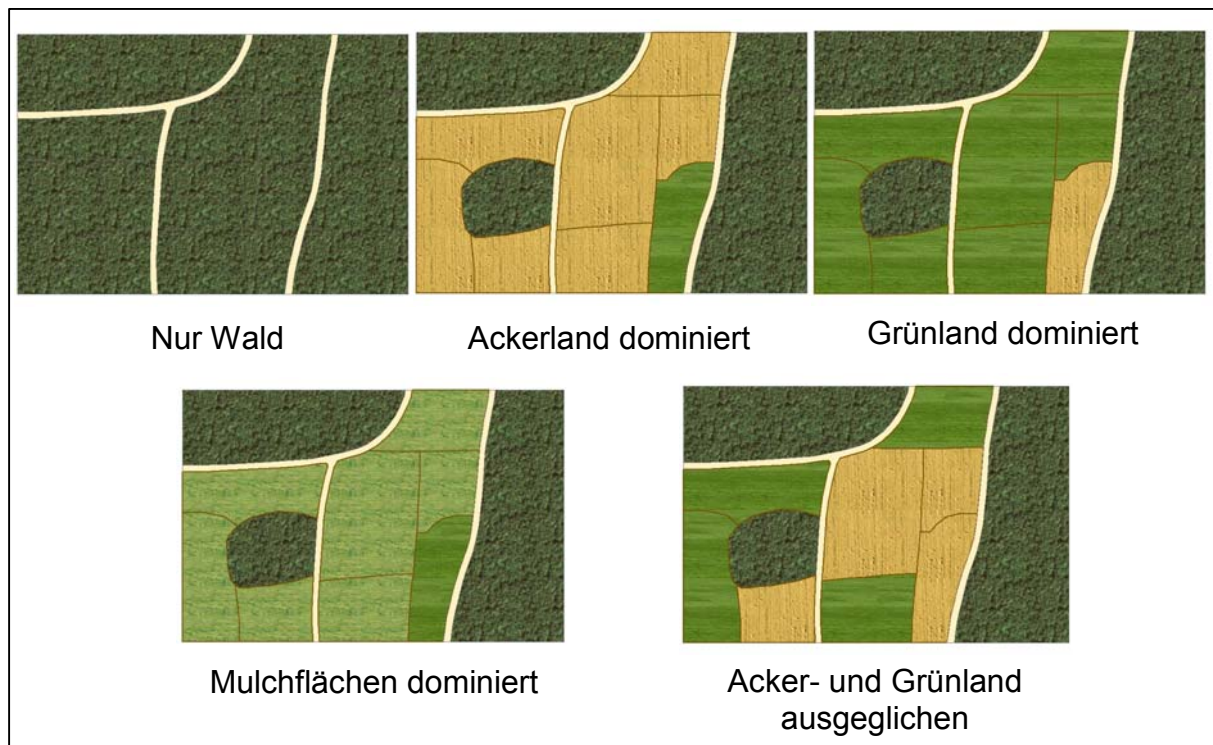 Nur Wald
Ackerland dominiert
Grünland dominiert
Mulchflächen dominiert
Acker- und Grünland
ausgeglichen